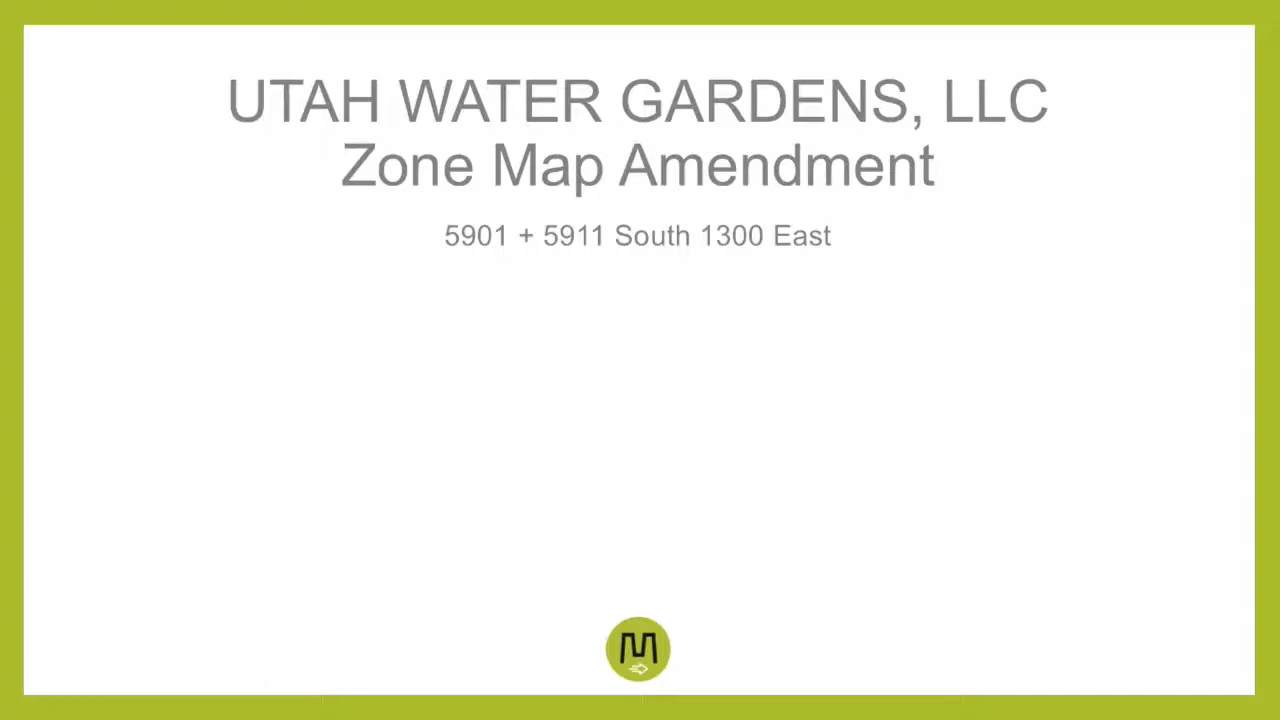 UTAH WATER GARDENS, LLC
Zone Map Amendment
5901 + 5911 South 1300 East
M